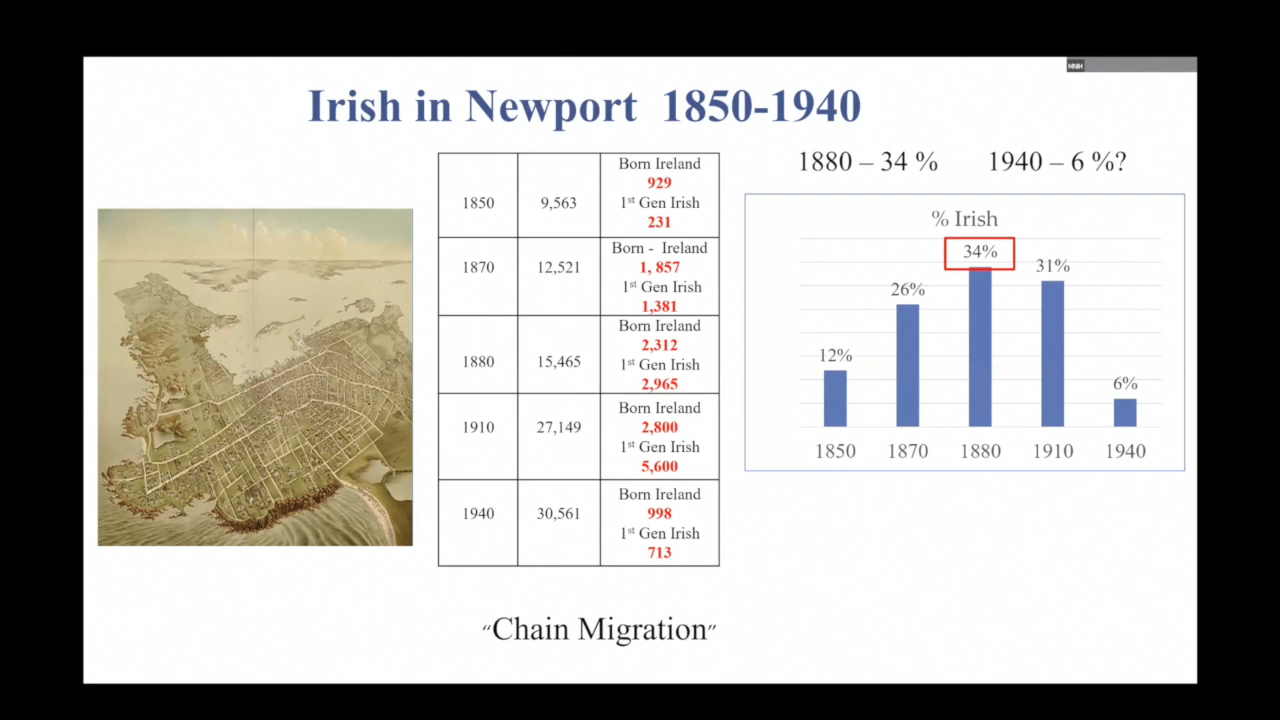 MNIH
Irish in Newport 1850-1940
1880 – 34 % 1940 – 6 %?
1850 9,563 Born Ireland
929
1st Gen Irish
231
1870 12,521 Born - Ireland
1, 857
1st Gen Irish
1,381
1880 15,465 Born Ireland
2,312
1st Gen Irish
2,965
1910 27,149 Born Ireland
2,800
1st Gen Irish
5,600
1940 30,561 Born Ireland
998
1st Gen Irish
713
% Irish
12% 26% 34% 31% 6%
1850 1870 1880 1910 1940
“Chain Migration”